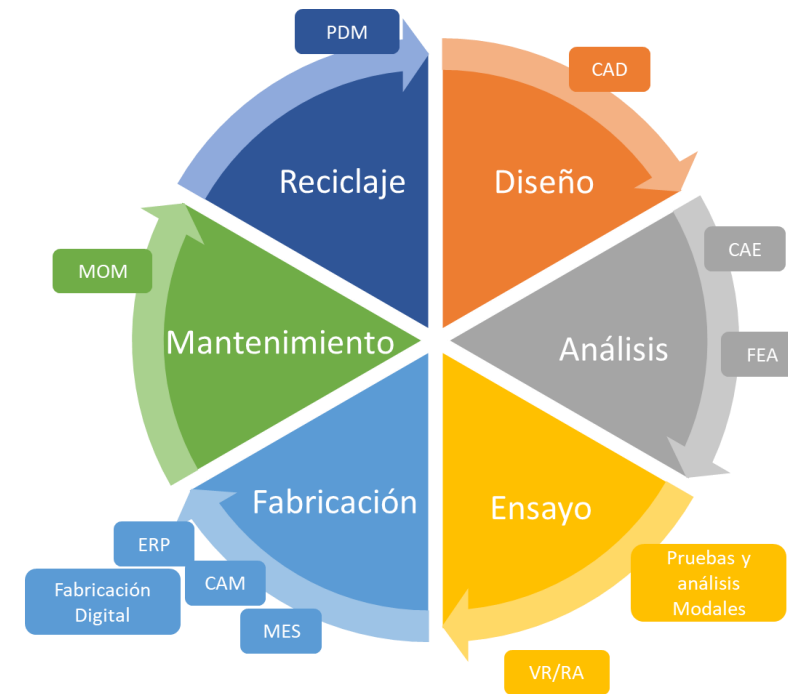 PDM
CAD
Reciclaje
Diseño
CAE
MOM
Mantenimiento
Análisis
FEA
Fabricación
Ensayo
ERP
CAM
Fabricación
Digital
MES
Pruebas y
análisis
Modales
VR/RA